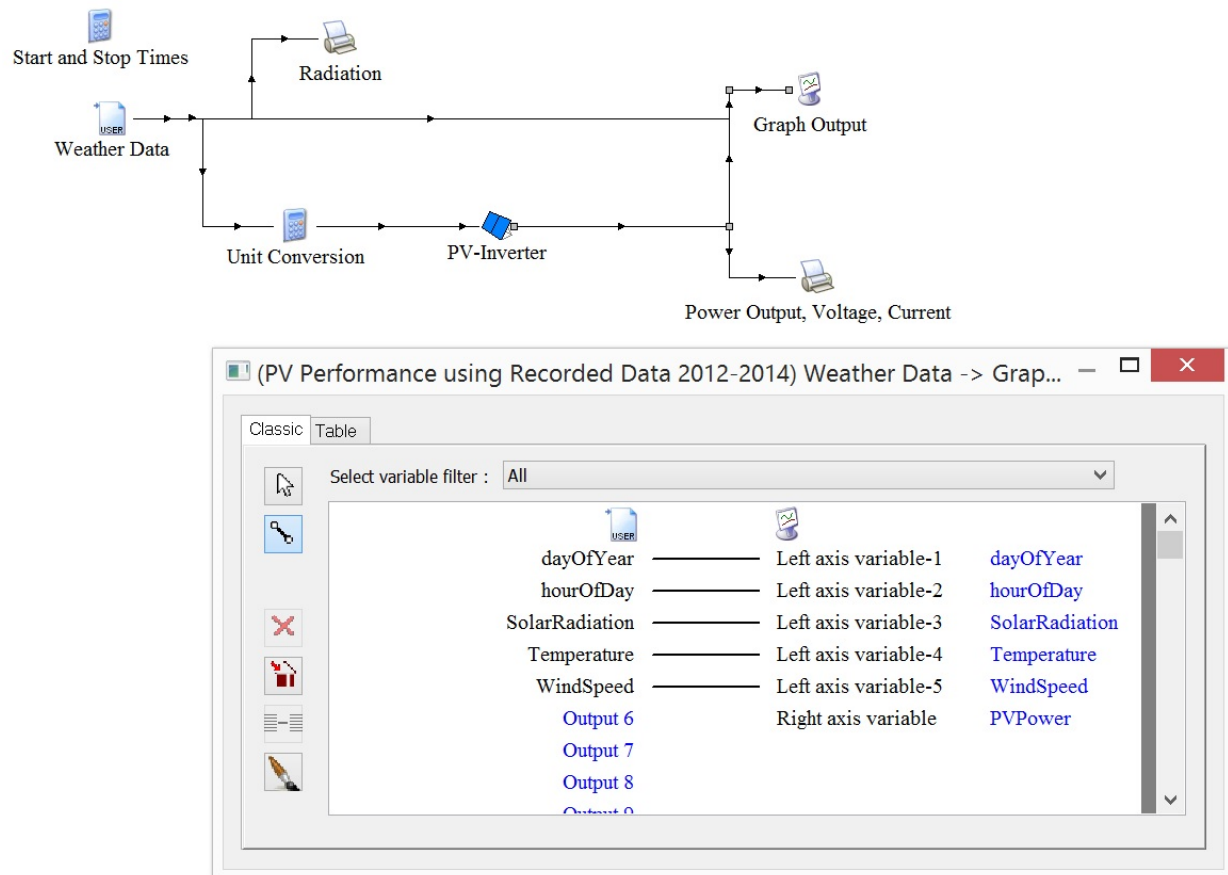 Start and Stop Times
Radiation
USER
Weather Data
Graph Output
Unit Conversion
PV-Inverter
Power Output, Voltage, Current
(PV Performance using Recorded Data 2012-2014) Weather Data -> Grap...
Classic Table
Select variable filter : All
USER
dayOfYear Left axis variable-1 dayOfYear
hourOfDay Left axis variable-2 hourOfDay
SolarRadiation Left axis variable-3 SolarRadiation
Temperature Left axis variable-4 Temperature
WindSpeed Left axis variable-5 WindSpeed
Output 6 Right axis variable PVPower
Output 7
Output 8
Output 9